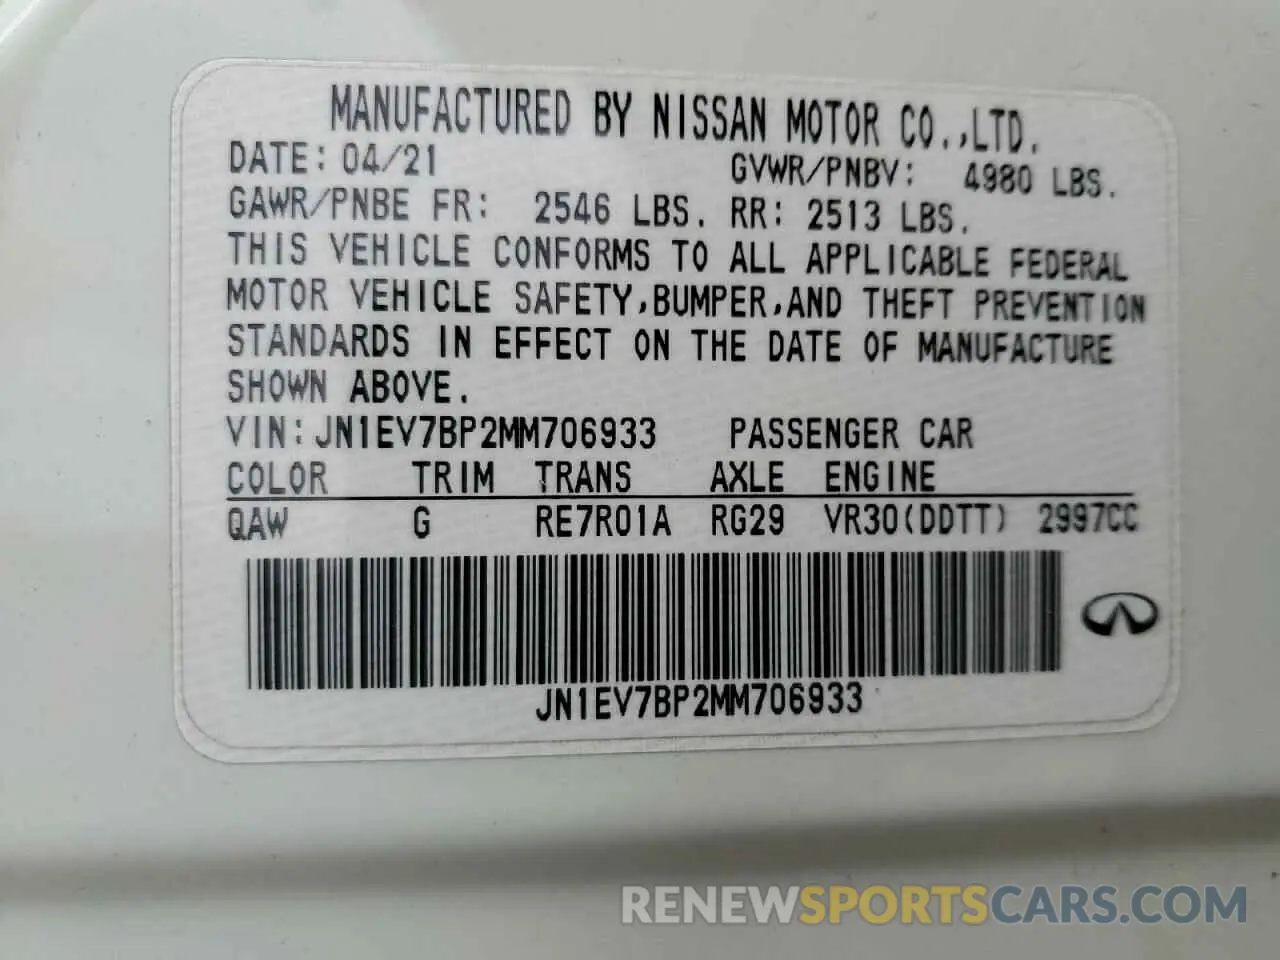 MANUFACTURED BY NISSAN MOTOR CO.,LTD.
DATE: 04/21 GVWR/PNBV: 4980 LBS.
GAWR/PNBE FR: 2546 LBS. RR: 2513 LBS.
THIS VEHICLE CONFORMS TO ALL APPLICABLE FEDERAL
MOTOR VEHICLE SAFETY,BUMPER,AND THEFT PREVENTION
STANDARDS IN EFFECT ON THE DATE OF MANUFACTURE
SHOWN ABOVE.
VIN: JN1EV7BP2MM706933 PASSENGER CAR
COLOR TRIM TRANS AXLE ENGINE
QAW G RE7R01A RG29 VR30(DDTT) 2997CC
JN1EV7BP2MM706933
RENEWSPORTSCARS.COM